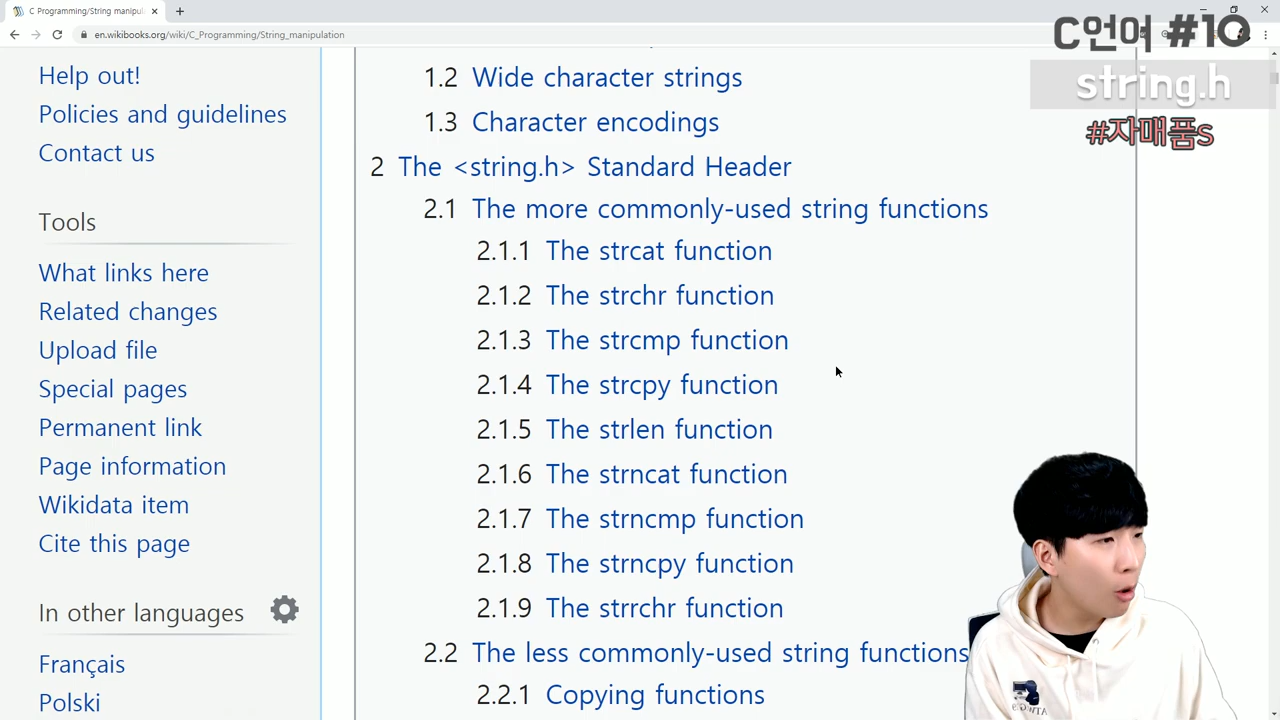 C Programming/String manipul
en.wikibooks.org/wiki/C_Programming/String_manipulation
C언어 #10
string.h
#자매품s
Help out!
Policies and guidelines
Contact us
Tools
What links here
Related changes
Upload file
Special pages
Permanent link
Page information
Wikidata item
Cite this page
In other languages
Français
Polski
1.2 Wide character strings
1.3 Character encodings
2 The <string.h> Standard Header
2.1 The more commonly-used string functions
2.1.1 The strcat function
2.1.2 The strchr function
2.1.3 The strcmp function
2.1.4 The strcpy function
2.1.5 The strlen function
2.1.6 The strncat function
2.1.7 The strncmp function
2.1.8 The strncpy function
2.1.9 The strrchr function
2.2 The less commonly-used string functions
2.2.1 Copying functions